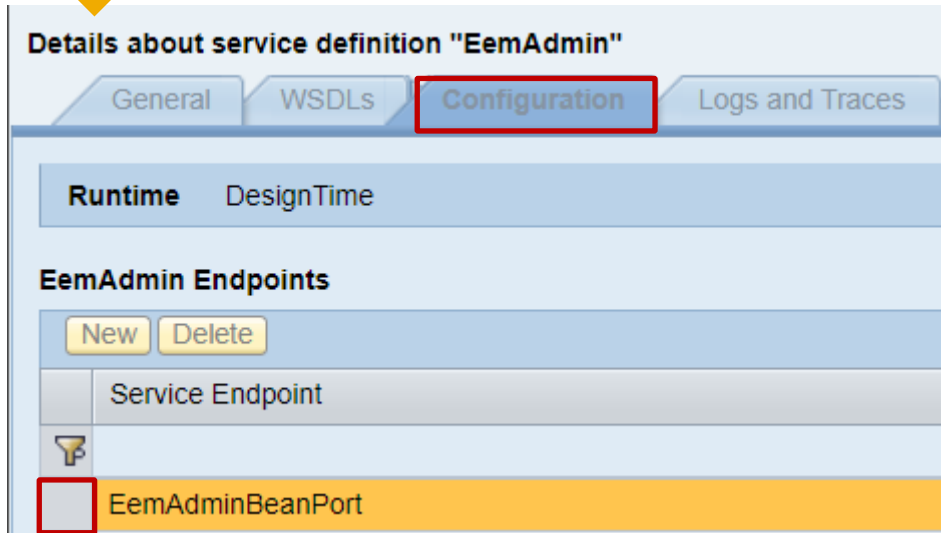 Details about service definition "EemAdmin"
General WSDLs Configuration Logs and Traces
Runtime DesignTime
EemAdmin Endpoints
New Delete
Service Endpoint
EemAdminBeanPort